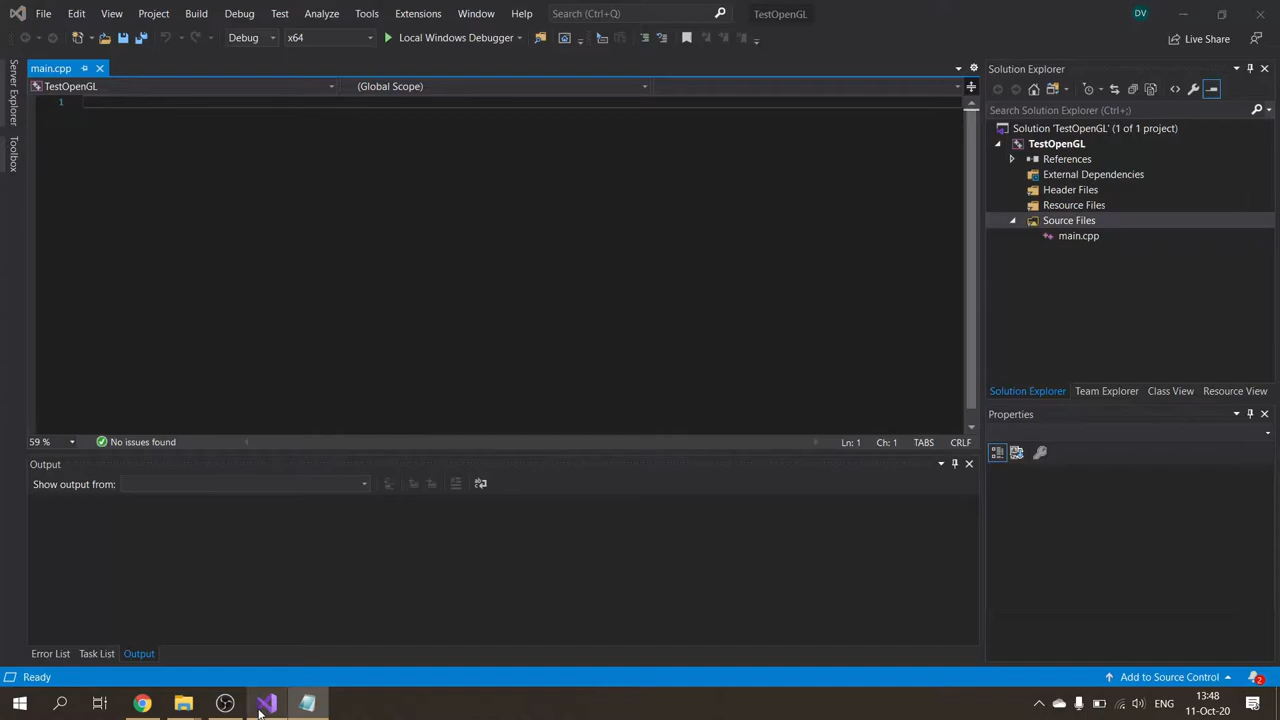 File Edit View Git Project Build Debug Test Analyze Tools Extensions Window Help Search (Ctrl+Q) TestOpenGL DV
Debug x64 Local Windows Debugger Live Share
Server Explorer
Toolbox
main.cpp
TestOpenGL (Global Scope)
1
59 % No issues found Ln: 1 Ch: 1 TABS CRLF
Output
Show output from:
Error List Task List Output
Solution Explorer
Search Solution Explorer (Ctrl+;)
Solution 'TestOpenGL' (1 of 1 project)
TestOpenGL
References
External Dependencies
Header Files
Resource Files
Source Files
main.cpp
Solution Explorer Team Explorer Class View Resource View
Properties
Ready Add to Source Control 2
ENG 13:48
11-Oct-20